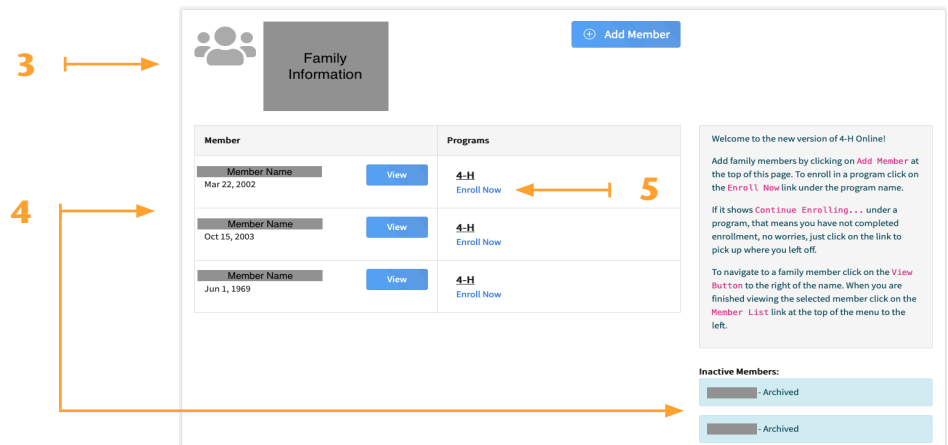 3
Family
Information
Add Member
Member
Programs
Member Name
Mar 22, 2002
View
4-H
Enroll Now
5
4
Member Name
Oct 15, 2003
View
4-H
Enroll Now
Member Name
Jun 1, 1969
View
4-H
Enroll Now
Welcome to the new version of 4-H Online!
Add family members by clicking on Add Member at
the top of this page. To enroll in a program click on
the Enroll Now link under the program name.
If it shows Continue Enrolling... under a
program, that means you have not completed
enrollment, no worries, just click on the link to
pick up where you left off.
To navigate to a family member click on the View
Button to the right of the name. When you are
finished viewing the selected member click on the
Member List link at the top of the menu to the
left.
Inactive Members:
- Archived
- Archived